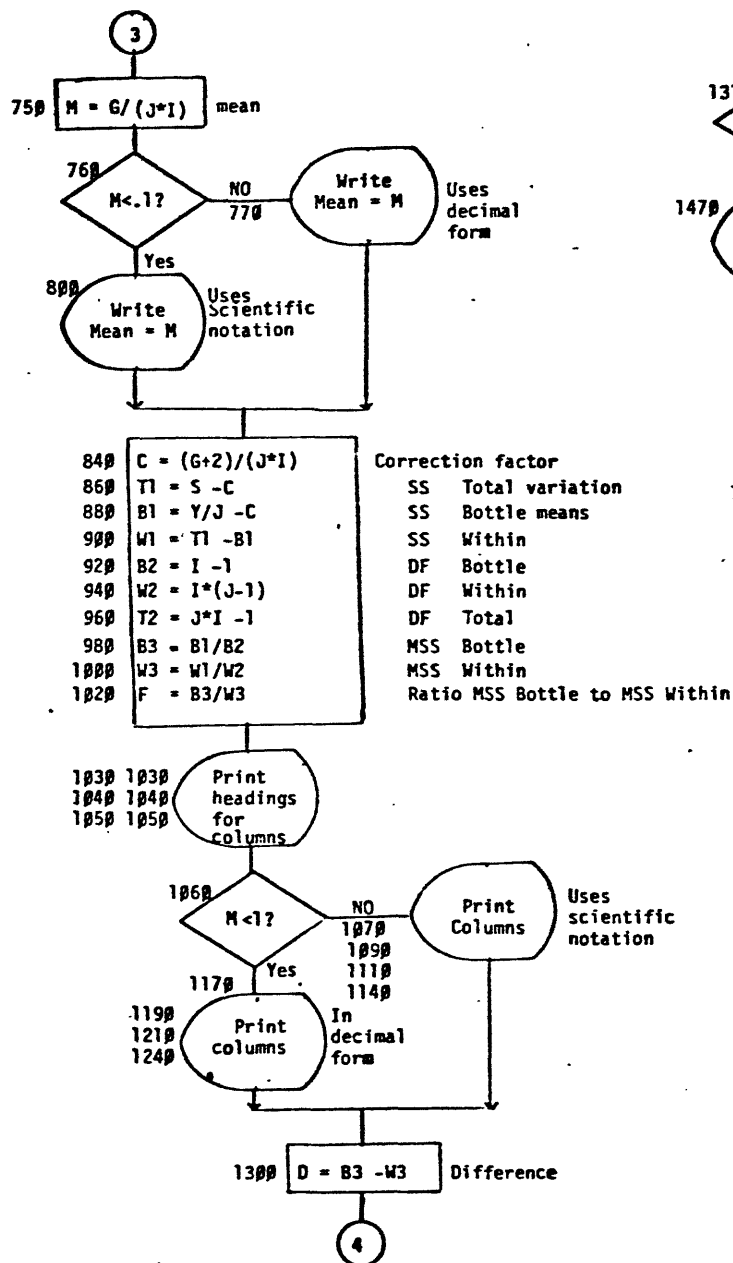 3
750 M = G/(J*I) mean
760
M<.1?
NO
770
Write
Mean = M
Uses
decimal
form
Yes
800
Write
Mean = M
Uses
Scientific
notation
840 C = (G+2)/(J*I) Correction factor
860 T1 = S -C SS Total variation
880 B1 = Y/J -C SS Bottle means
900 W1 = T1 -B1 SS Within
920 B2 = I -1 DF Bottle
940 W2 = I*(J-1) DF Within
960 T2 = J*I -1 DF Total
980 B3 = B1/B2 MSS Bottle
1000 W3 = W1/W2 MSS Within
1020 F = B3/W3 Ratio MSS Bottle to MSS Within
1030 1030 Print
1040 1040 headings
1050 1050 for
columns
1060
M<1?
NO
1070
1090
1110
1140
Print
Columns
Uses
scientific
notation
Yes
1170
1190
1210
1240
Print
columns
In
decimal
form
1300 D = B3 -W3 Difference
4
1470